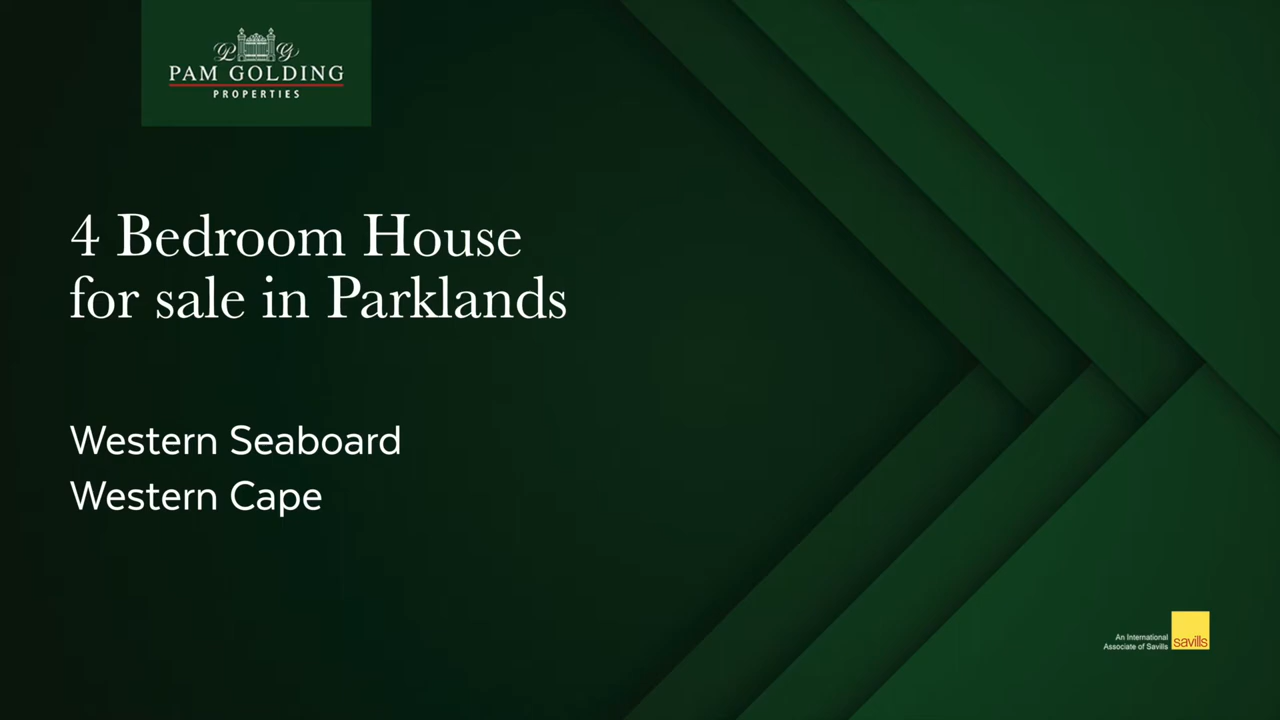 P G
PAM GOLDING
PROPERTIES
4 Bedroom House
for sale in Parklands
Western Seaboard
Western Cape
An International
Associate of Savills
savills